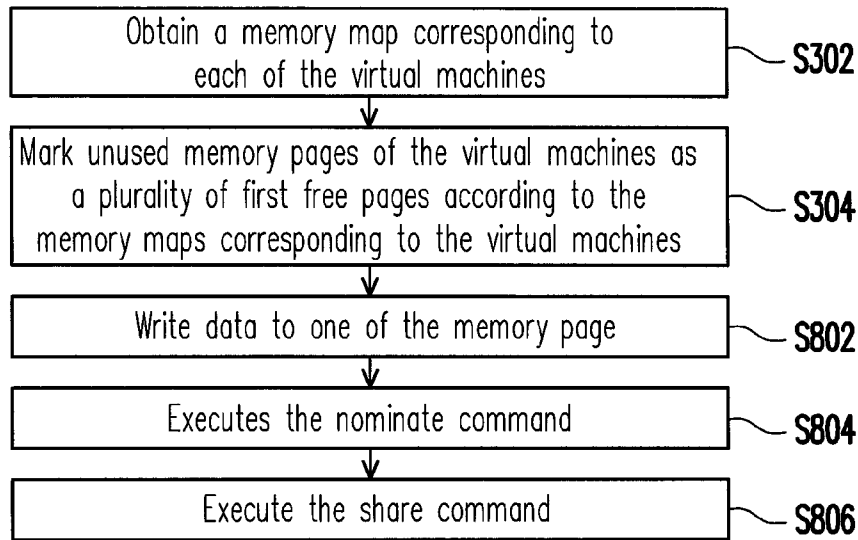 Obtain a memory map corresponding to
each of the virtual machines
S302
Mark unused memory pages of the virtual machines as
a plurality of first free pages according to the
memory maps corresponding to the virtual machines
S304
Write data to one of the memory page
S802
Executes the nominate command
S804
Execute the share command
S806